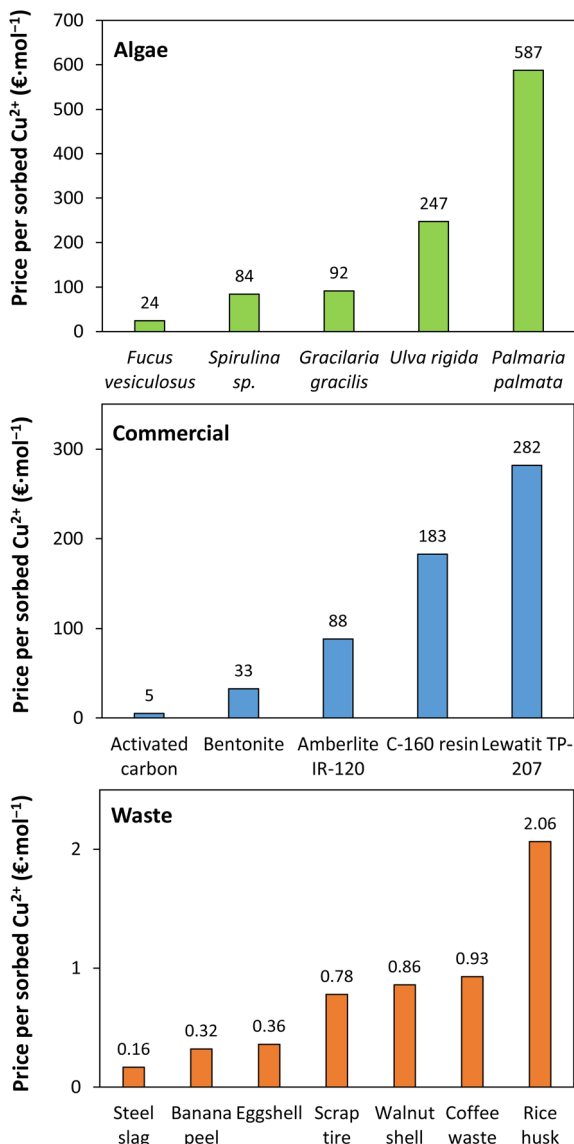 Price per sorbed Cu²⁺ (€·mol⁻¹)
Algae
700
600
500
400
300
200
100
0
24
84
92
247
587
Fucus vesiculosus
Spirulina sp.
Gracilaria gracilis
Ulva rigida
Palmaria palmata
Price per sorbed Cu²⁺ (€·mol⁻¹)
Commercial
300
200
100
0
5
33
88
183
282
Activated carbon
Bentonite
Amberlite IR-120
C-160 resin
Lewatit TP-207
Price per sorbed Cu²⁺ (€·mol⁻¹)
Waste
2
1
0
0.16
0.32
0.36
0.78
0.86
0.93
2.06
Steel slag
Banana peel
Eggshell
Scrap tire
Walnut shell
Coffee waste
Rice husk